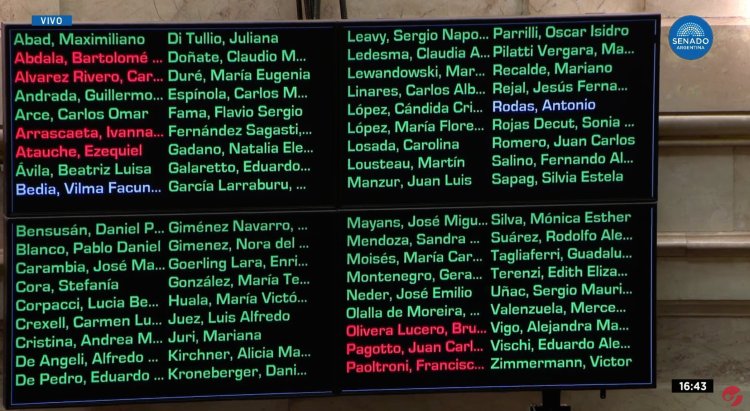 VIVO
SENADO
ARGENTINA
Abad, Maximiliano
Abdala, Bartolomé ...
Alvarez Rivero, Car...
Andrada, Guillermo...
Arce, Carlos Omar
Arrascaeta, Ivanna...
Atauche, Ezequiel
Ávila, Beatriz Luisa
Bedia, Vilma Facun...
Di Tullio, Juliana
Doñate, Claudio M...
Duré, María Eugenia
Espínola, Carlos M...
Fama, Flavio Sergio
Fernández Sagasti,...
Gadano, Natalia Ele...
Galaretto, Eduardo...
García Larraburu, ...
Leavy, Sergio Napo...
Ledesma, Claudia A...
Lewandowski, Mar...
Linares, Carlos Alb...
López, Cándida Cri...
López, María Flore...
Losada, Carolina
Lousteau, Martín
Manzur, Juan Luis
Parrilli, Oscar Isidro
Pilatti Vergara, Ma...
Recalde, Mariano
Rejal, Jesús Ferna...
Rodas, Antonio
Rojas Decut, Sonia ...
Romero, Juan Carlos
Salino, Fernando Al...
Sapag, Silvia Estela
Bensusán, Daniel P...
Blanco, Pablo Daniel
Carambia, José Ma...
Cora, Stefanía
Corpacci, Lucia Be...
Crexell, Carmen Lu...
Cristina, Andrea M...
De Angeli, Alfredo ...
De Pedro, Eduardo ...
Giménez Navarro, ...
Gimenez, Nora del ...
Goerling Lara, Enri...
González, María Te...
Huala, María Victó...
Juez, Luis Alfredo
Juri, Mariana
Kirchner, Alicia Ma...
Kroneberger, Dani...
Mayans, José Migu...
Mendoza, Sandra ...
Moisés, María Car...
Montenegro, Gera...
Neder, José Emilio
Olalla de Moreira, ...
Olivera Lucero, Bru...
Pagotto, Juan Carl...
Paoltroni, Francisc...
Silva, Mónica Esther
Suárez, Rodolfo Ale...
Tagliaferri, Guadalu...
Terenzi, Edith Eliza...
Uñac, Sergio Mauri...
Valenzuela, Merce...
Vigo, Alejandra Ma...
Vischi, Eduardo Ale...
Zimmermann, Víctor
16:43